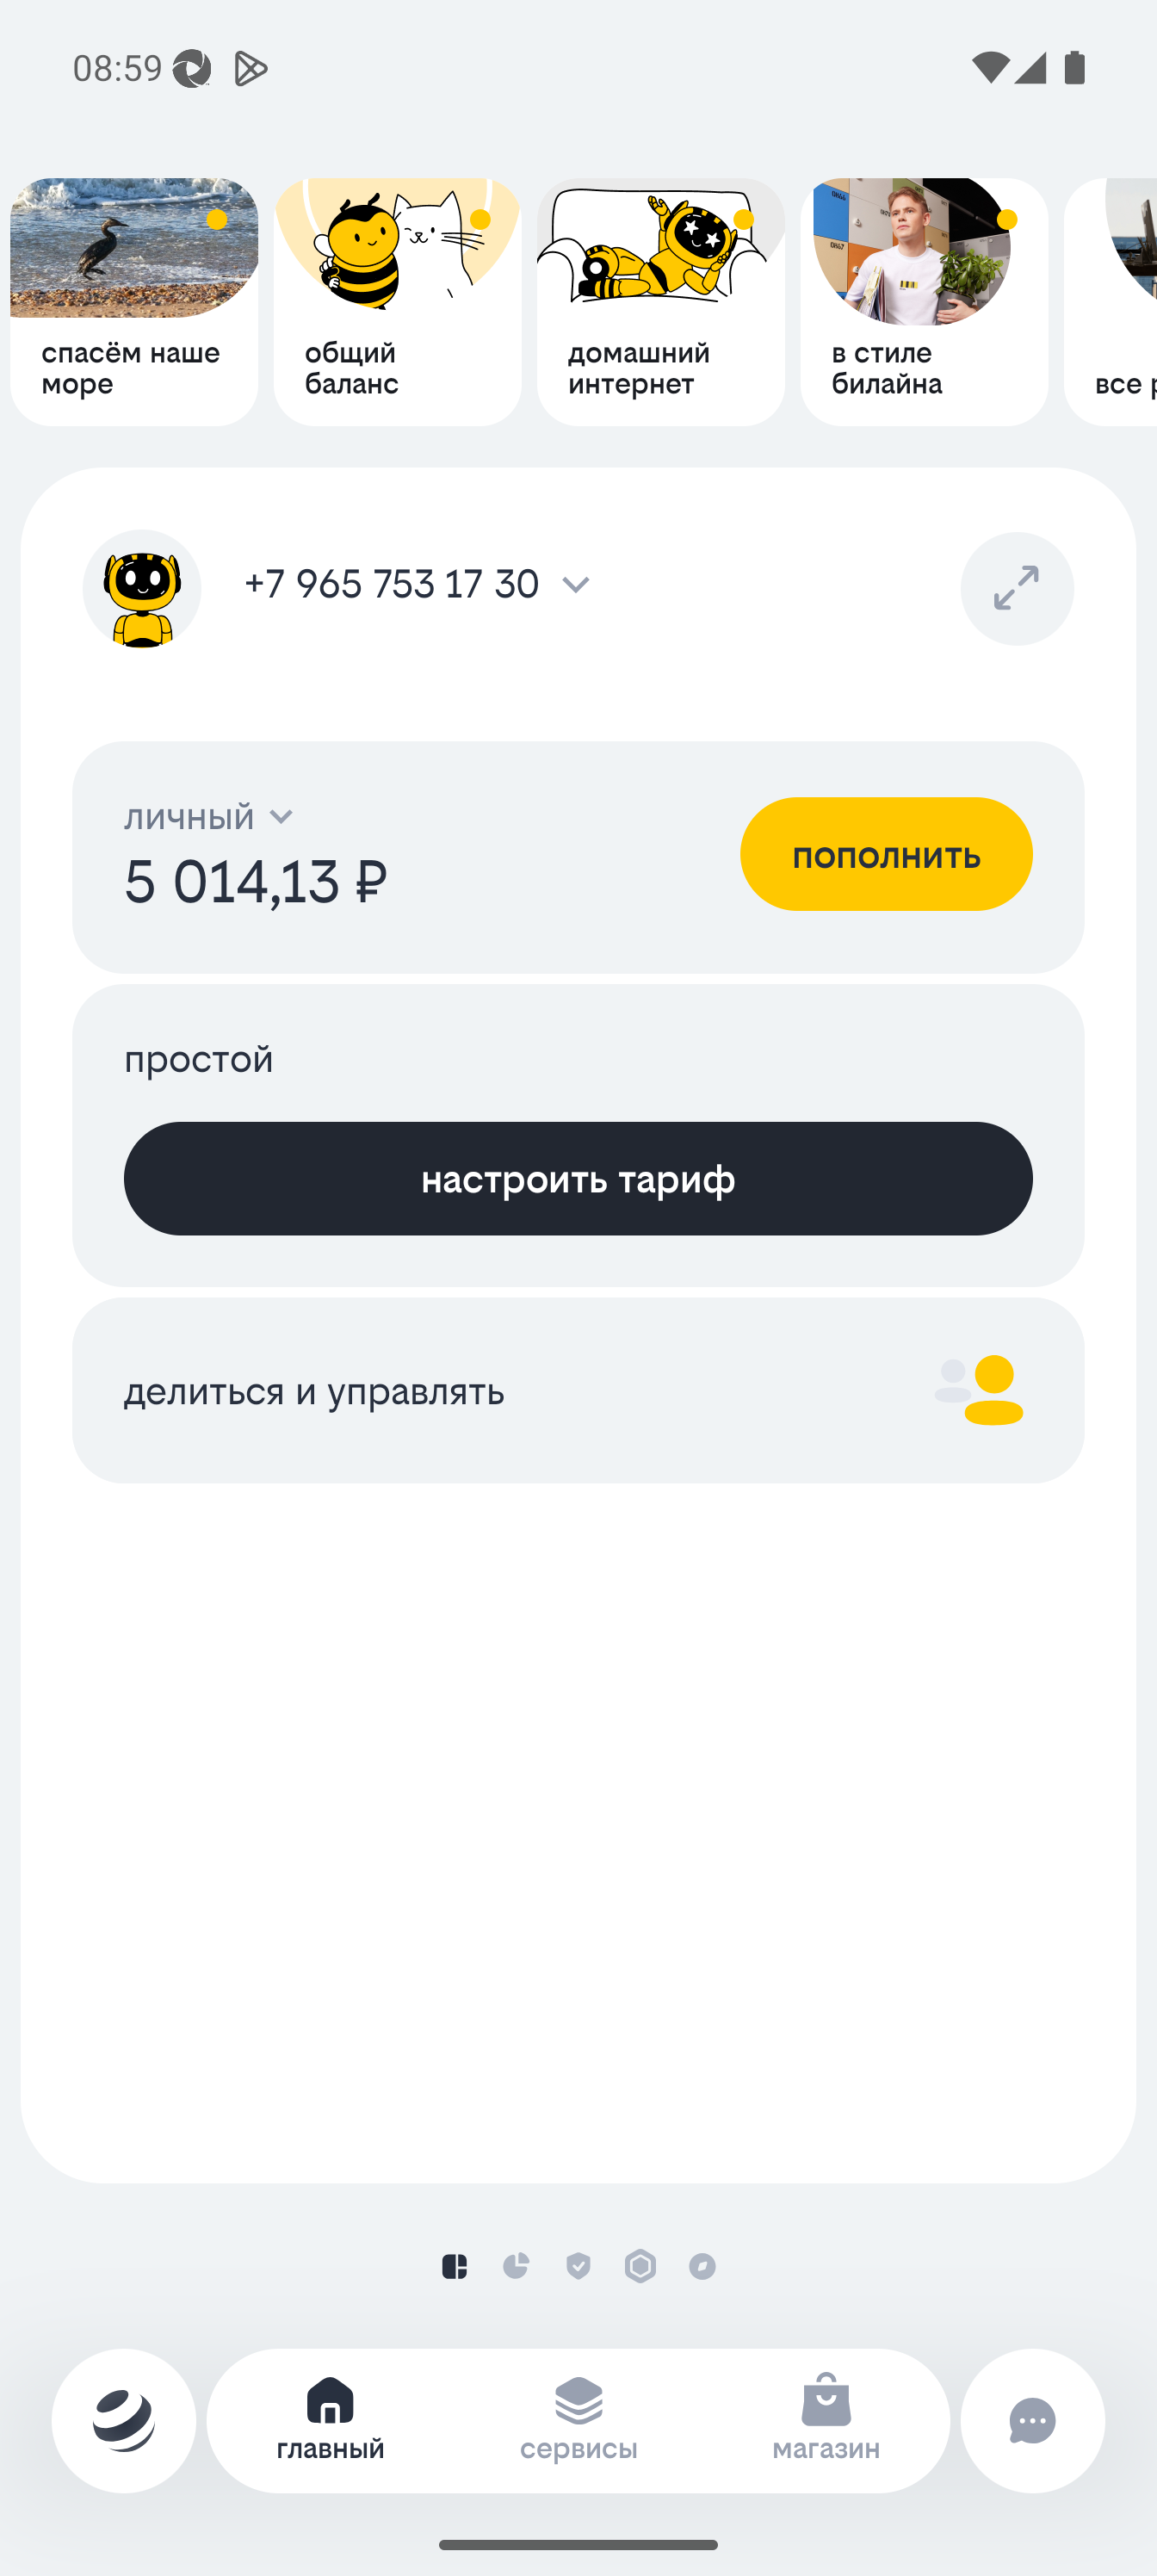 08:59
спасём наше
море
общий
баланс
домашний
интернет
в стиле
билайна
все
+7 965 753 17 30
личный
5 014,13 ₽
пополнить
простой
настроить тариф
делиться и управлять
главный
сервисы
магазин